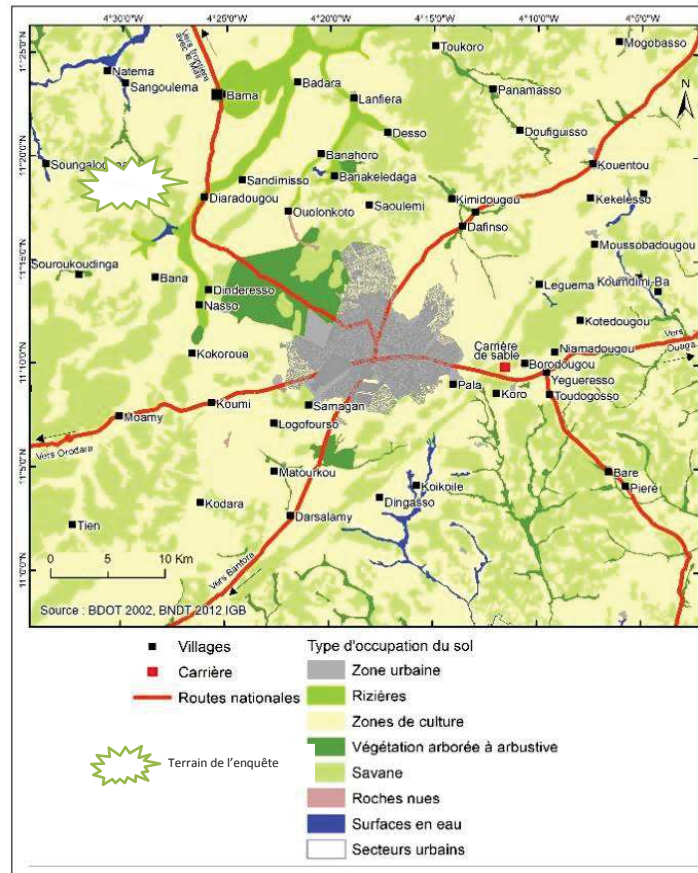 4°30'0"W 4°25'0"W 4°20'0"W 4°15'0"W 4°10'0"W 4°5'0"W
11°25'0"N
11°20'0"N
11°15'0"N
11°10'0"N
11°5'0"N
11°0'0"N
Vers frontière
avec le Mali
Toukoro
Mogobasso
Natema
Sangoulema
Bama
Badara
Lanfiera
Panamasso
Desso
Doufiguisso
Banahoro
Kouentou
Sandimisso
Banakeledaga
Diaradougou
Ouolonkoto
Saoulemi
Kimidougou
Kekelesso
Dafinso
Moussobadougou
Souroukoudinga
Bana
Dinderesso
Nasso
Leguema
Koumdimi-Ba
Kotedougou
Vers
Ouaga
Kokoroue
Carrière
de sable
Niamadougou
Borodougou
Yegueresso
Pala
Koro
Toudogosso
Moamy
Koumi
Samagan
Logofourso
Vers Orodara
Matourkou
Koikoile
Bare
Piere
Kodara
Dingasso
Darsalamy
Tien
0 5 10 Km
Vers Banfora
N
Source : BDOT 2002, BNDT 2012 IGB
Villages
Carrière
Routes nationales
Terrain de l'enquête
Type d'occupation du sol
Zone urbaine
Rizières
Zones de culture
Végétation arborée à arbustive
Savane
Roches nues
Surfaces en eau
Secteurs urbains